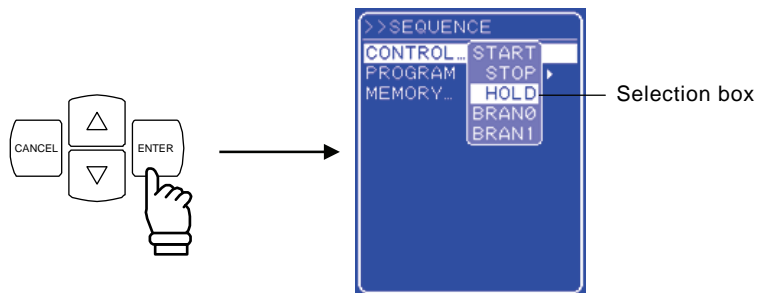 CANCEL
ENTER
>>SEQUENCE
CONTROL…
PROGRAM
MEMORY…
START
STOP
HOLD
BRAN0
BRAN1
Selection box